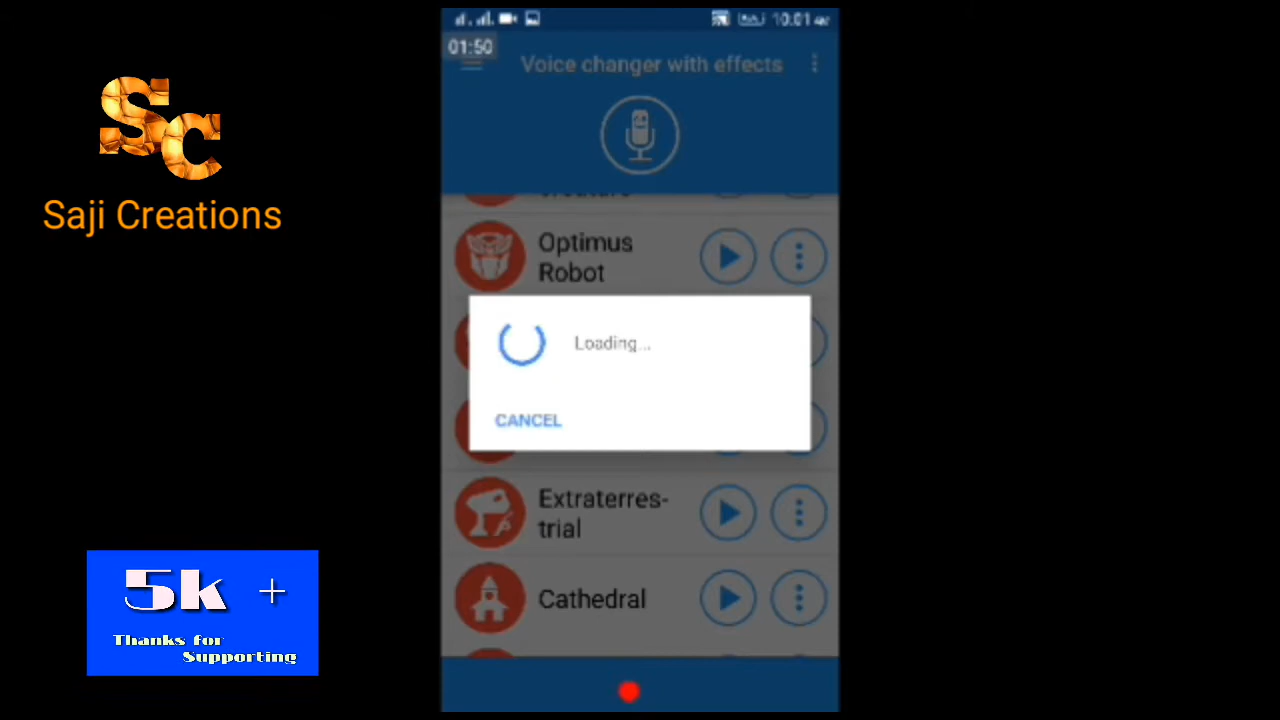 SC
Saji Creations
5k +
Thanks for
Supporting
10:01 AM
01:50
Voice changer with effects
Optimus
Robot
Loading...
CANCEL
Extraterres-
trial
Cathedral